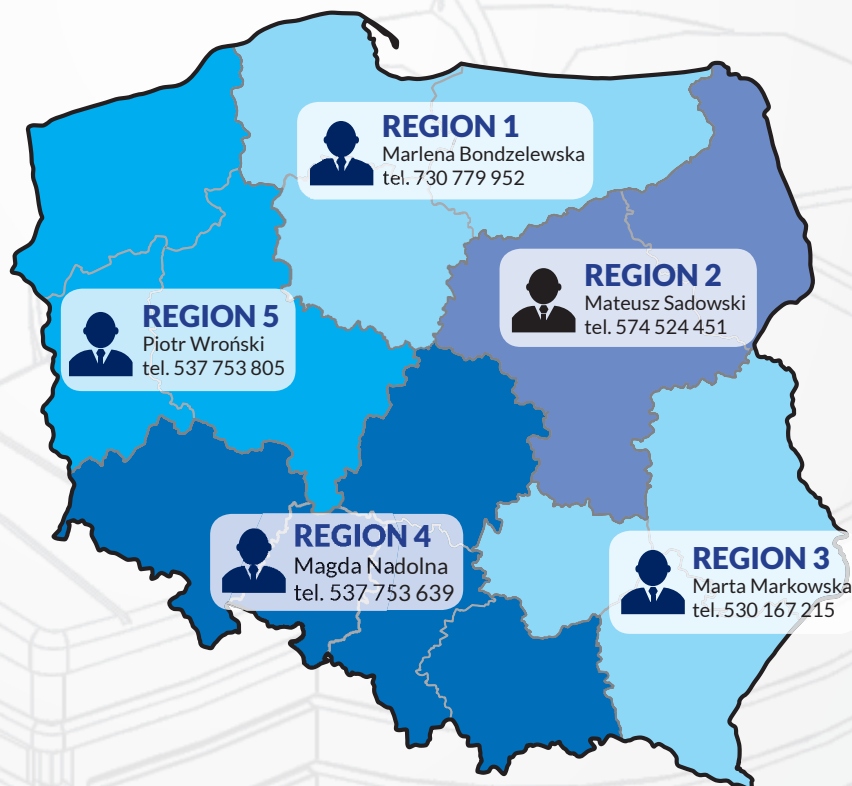 REGION 1
Marlena Bondzelewska
tel. 730 779 952
REGION 2
Mateusz Sadowski
tel. 574 524 451
REGION 5
Piotr Wroński
tel. 537 753 805
REGION 4
Magda Nadolna
tel. 537 753 639
REGION 3
Marta Markowska
tel. 530 167 215